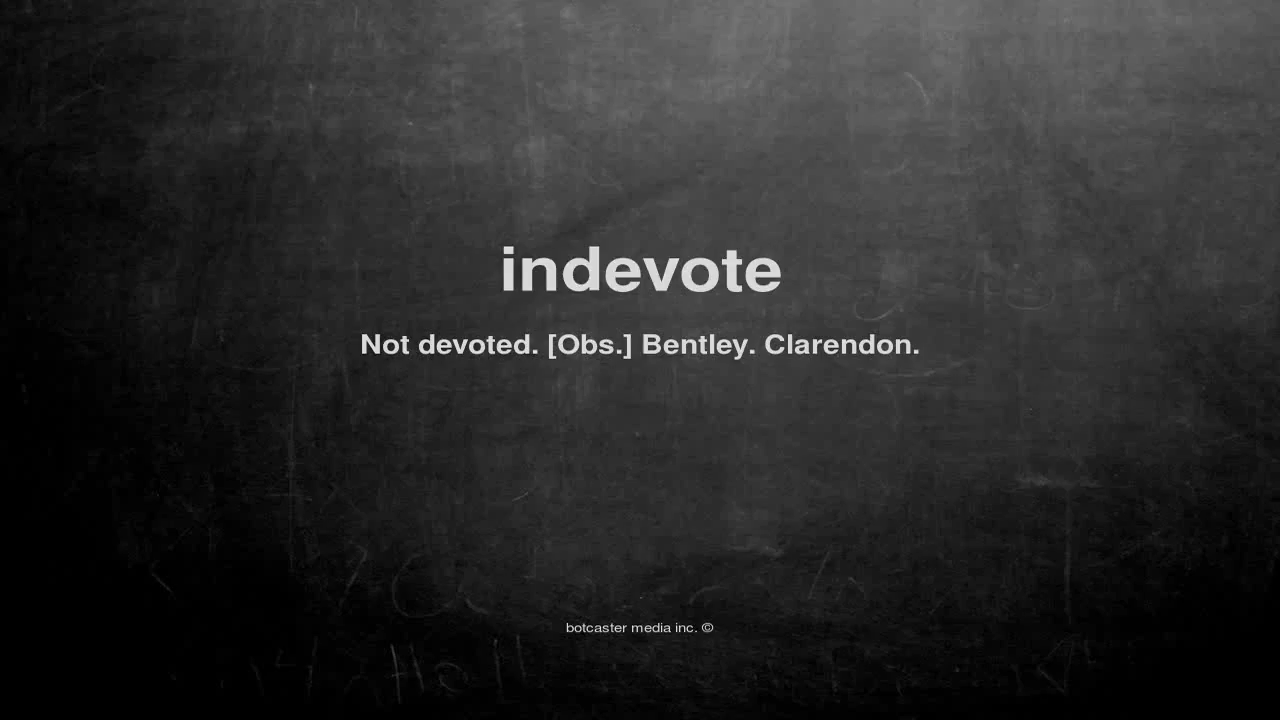 indevote
Not devoted. [Obs.] Bentley. Clarendon.
botcaster media inc. ©